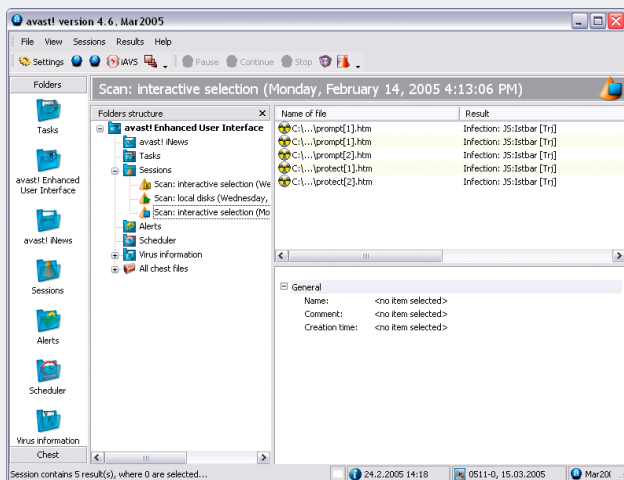 avast! version 4.6, Mar2005
File View Sessions Results Help
Settings iAVS Pause Continue Stop
Folders
Scan: interactive selection (Monday, February 14, 2005 4:13:06 PM)
Tasks
avast! Enhanced
User Interface
avast! iNews
Sessions
Alerts
Scheduler
Virus information
Chest
Folders structure
avast! Enhanced User Interface
avast! iNews
Tasks
Sessions
Scan: interactive selection (We
Scan: local disks (Wednesday,
Scan: interactive selection (Mo
Alerts
Scheduler
Virus information
All chest files
Name of file Result
C:\...\prompt[1].htm Infection: JS:Istbar [Trj]
C:\...\prompt[1].htm Infection: JS:Istbar [Trj]
C:\...\prompt[2].htm Infection: JS:Istbar [Trj]
C:\...\protect[1].htm Infection: JS:Istbar [Trj]
C:\...\protect[2].htm Infection: JS:Istbar [Trj]
General
Name: <no item selected>
Comment: <no item selected>
Creation time: <no item selected>
Session contains 5 result(s), where 0 are selected... 24.2.2005 14:18 0511-0, 15.03.2005 Mar20(